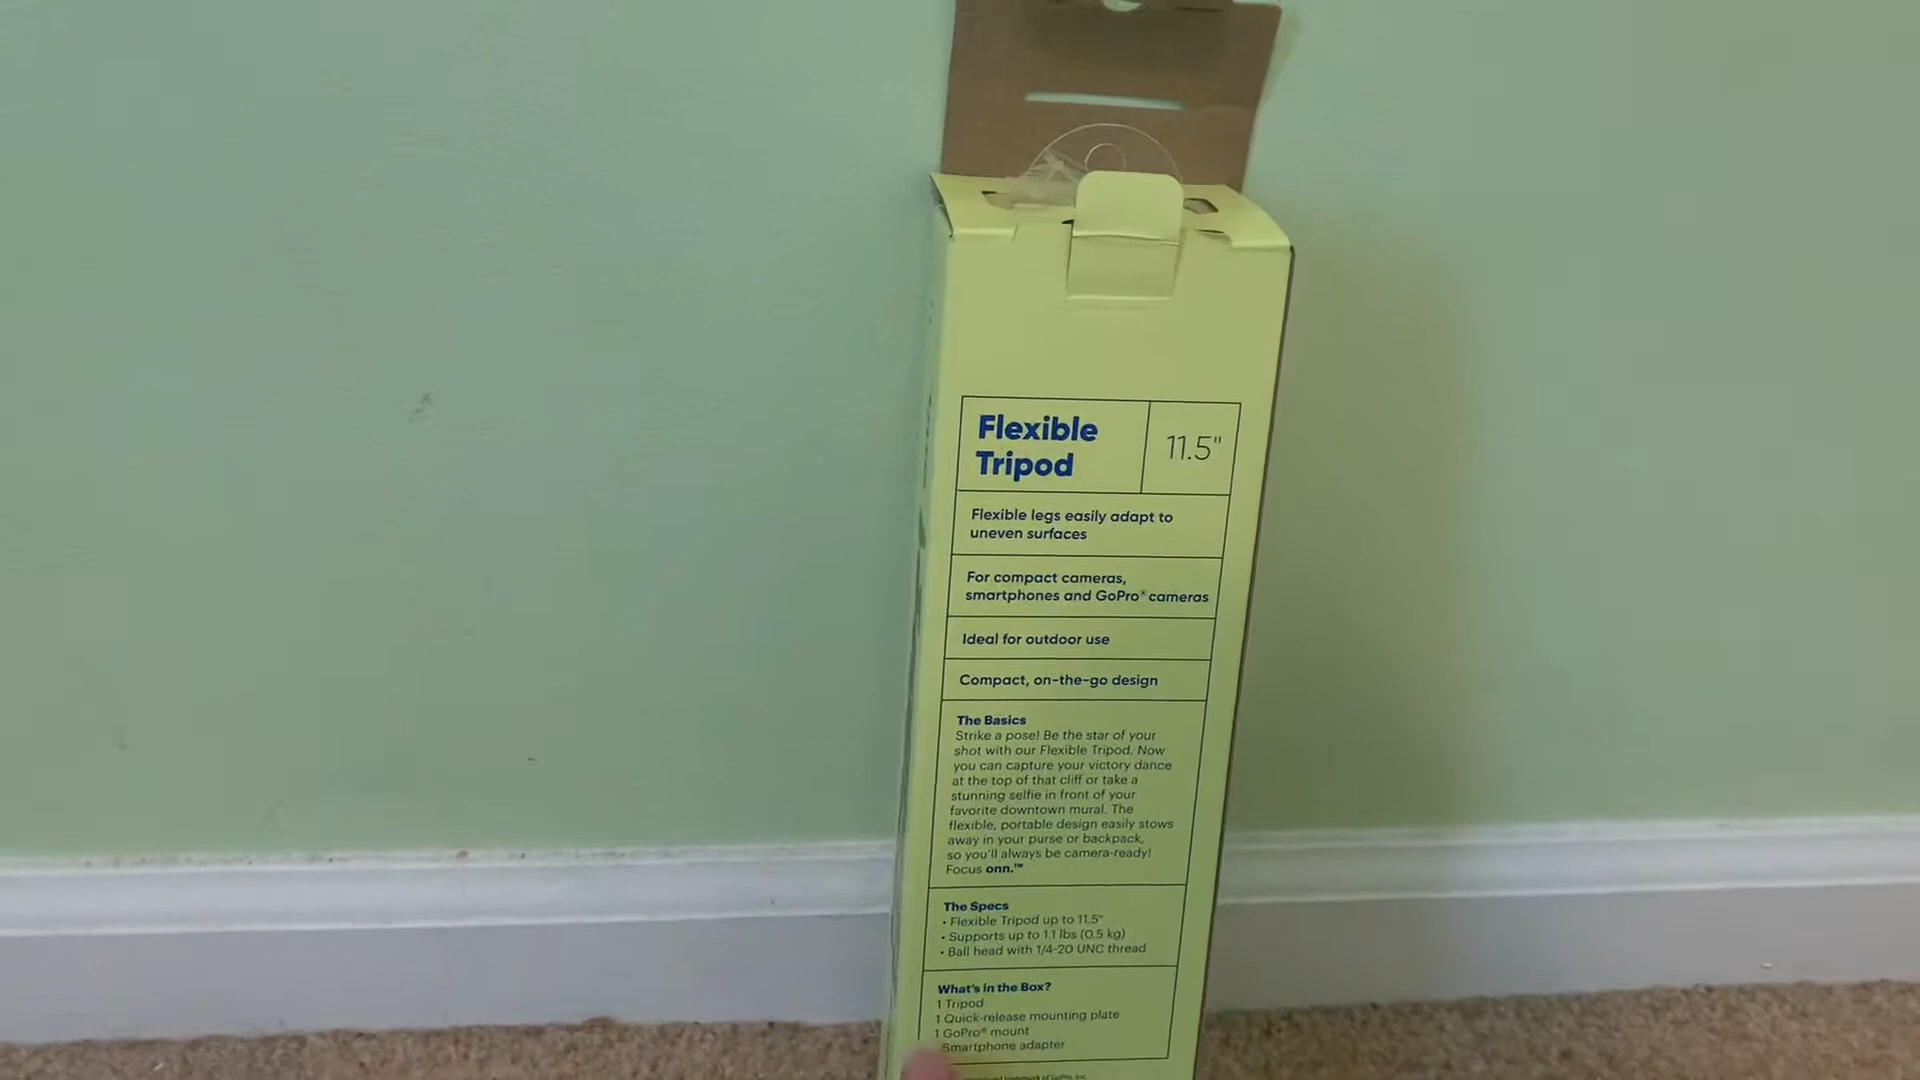 Flexible
Tripod
11.5"
Flexible legs easily adapt to
uneven surfaces
For compact cameras,
smartphones and GoPro® cameras
Ideal for outdoor use
Compact, on-the-go design
The Basics
Strike a pose! Be the star of your
shot with our Flexible Tripod. Now
you can capture your victory dance
at the top of that cliff or take a
stunning selfie in front of your
favorite downtown mural. The
flexible, portable design easily stows
away in your purse or backpack,
so you'll always be camera-ready!
Focus onn.™
The Specs
• Flexible Tripod up to 11.5"
• Supports up to 1.1 lbs (0.5 kg)
• Ball head with 1/4-20 UNC thread
What's in the Box?
1 Tripod
1 Quick-release mounting plate
1 GoPro® mount
Smartphone adapter
trademark of GoPro, Inc.